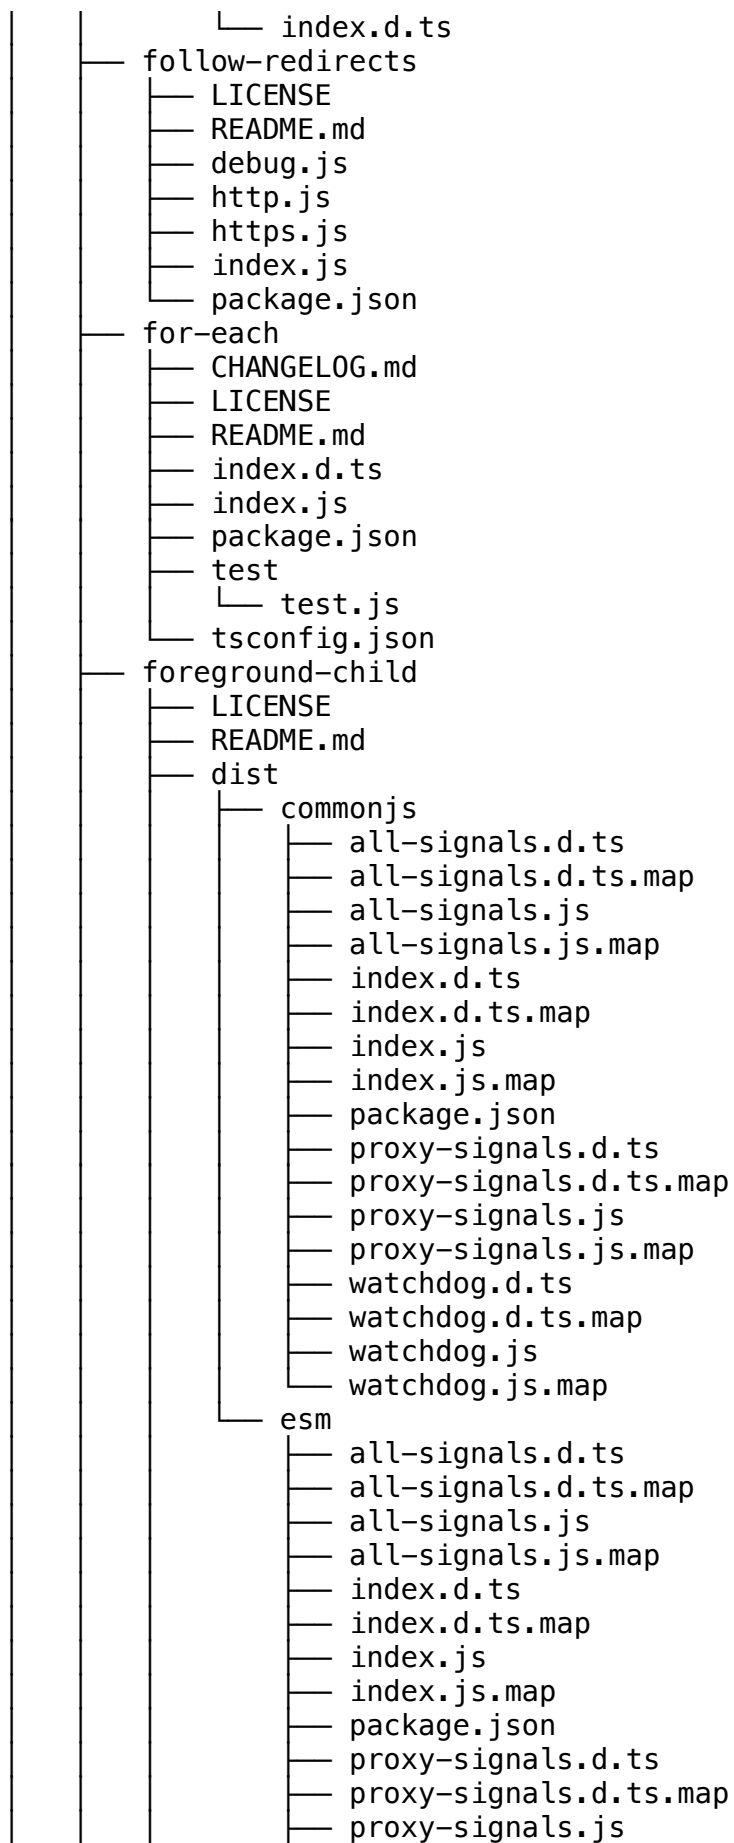 │   │       └── index.d.ts
│   ├── follow-redirects
│   │   ├── LICENSE
│   │   ├── README.md
│   │   ├── debug.js
│   │   ├── http.js
│   │   ├── https.js
│   │   ├── index.js
│   │   └── package.json
│   ├── for-each
│   │   ├── CHANGELOG.md
│   │   ├── LICENSE
│   │   ├── README.md
│   │   ├── index.d.ts
│   │   ├── index.js
│   │   ├── package.json
│   │   ├── test
│   │   │   └── test.js
│   │   └── tsconfig.json
│   ├── foreground-child
│   │   ├── LICENSE
│   │   ├── README.md
│   │   ├── dist
│   │   │   ├── commonjs
│   │   │   │   ├── all-signals.d.ts
│   │   │   │   ├── all-signals.d.ts.map
│   │   │   │   ├── all-signals.js
│   │   │   │   ├── all-signals.js.map
│   │   │   │   ├── index.d.ts
│   │   │   │   ├── index.d.ts.map
│   │   │   │   ├── index.js
│   │   │   │   ├── index.js.map
│   │   │   │   ├── package.json
│   │   │   │   ├── proxy-signals.d.ts
│   │   │   │   ├── proxy-signals.d.ts.map
│   │   │   │   ├── proxy-signals.js
│   │   │   │   ├── proxy-signals.js.map
│   │   │   │   ├── watchdog.d.ts
│   │   │   │   ├── watchdog.d.ts.map
│   │   │   │   ├── watchdog.js
│   │   │   │   └── watchdog.js.map
│   │   │   └── esm
│   │   │       ├── all-signals.d.ts
│   │   │       ├── all-signals.d.ts.map
│   │   │       ├── all-signals.js
│   │   │       ├── all-signals.js.map
│   │   │       ├── index.d.ts
│   │   │       ├── index.d.ts.map
│   │   │       ├── index.js
│   │   │       ├── index.js.map
│   │   │       ├── package.json
│   │   │       ├── proxy-signals.d.ts
│   │   │       ├── proxy-signals.d.ts.map
│   │   │       ├── proxy-signals.js